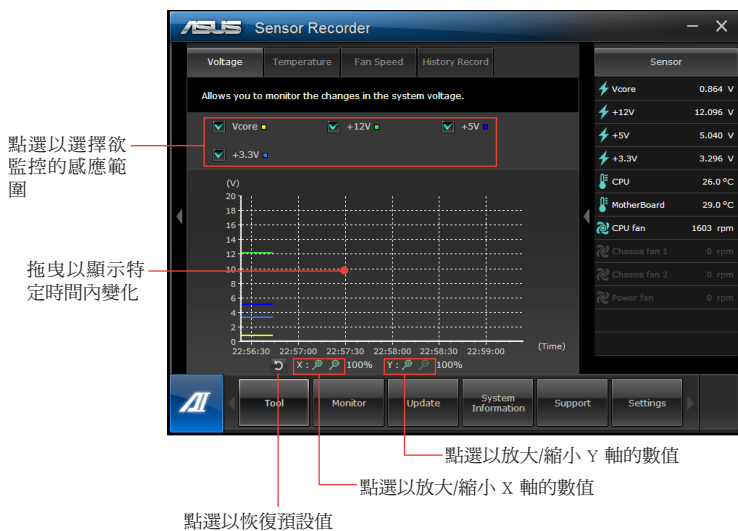 ASUS Sensor Recorder
Voltage Temperature Fan Speed History Record
Allows you to monitor the changes in the system voltage.
Vcore +12V +5V
+3.3V
點選以選擇欲
監控的感應範
圍
(V)
20
18
16
14
12
10
8
6
4
2
0
22:56:30 22:57:00 22:57:30 22:58:00 22:58:30 22:59:00
(Time)
拖曳以顯示特
定時間內變化
X : 100% Y : 100%
Sensor
Vcore 0.864 V
+12V 12.096 V
+5V 5.040 V
+3.3V 3.296 V
CPU 26.0 ºC
MotherBoard 29.0 ºC
CPU fan 1603 rpm
Chassis fan 1 0 rpm
Chassis fan 2 0 rpm
Power fan 0 rpm
AI Tool Monitor Update System Information Support Settings
點選以放大/縮小 Y 軸的數值
點選以放大/縮小 X 軸的數值
點選以恢復預設值